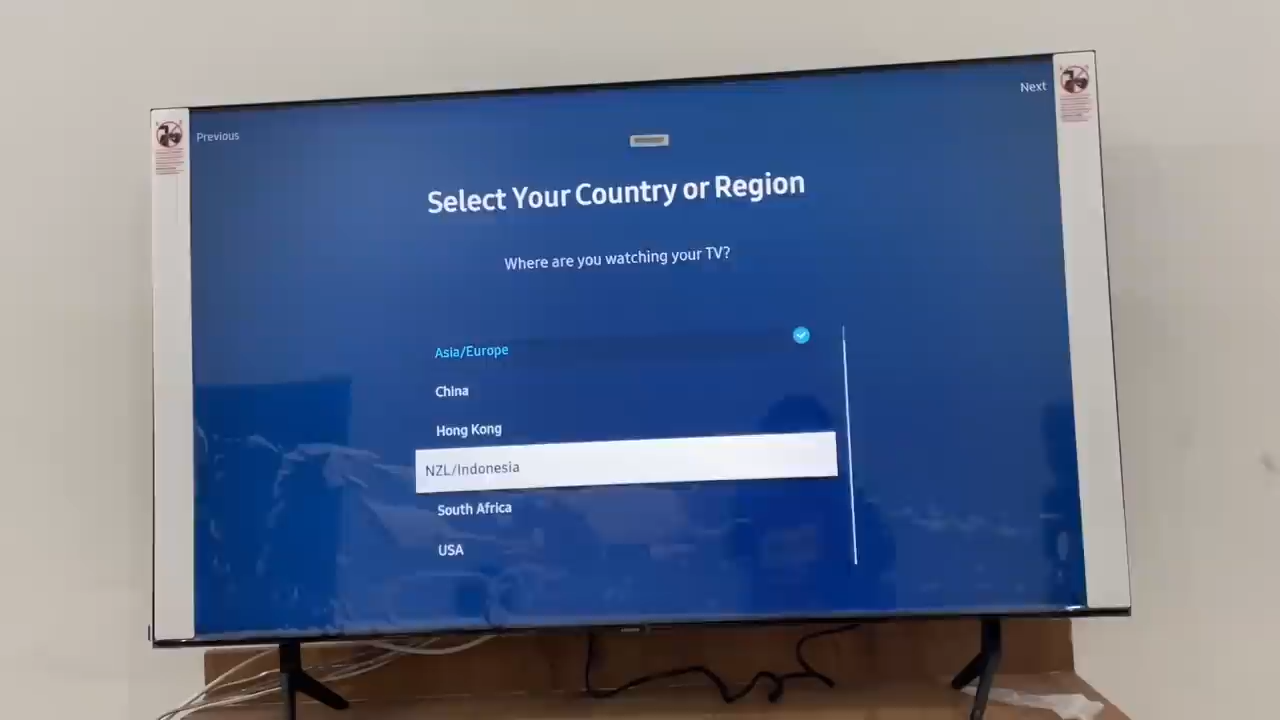 Previous
Next
Select Your Country or Region
Where are you watching your TV?
Asia/Europe
China
Hong Kong
NZL/Indonesia
South Africa
USA